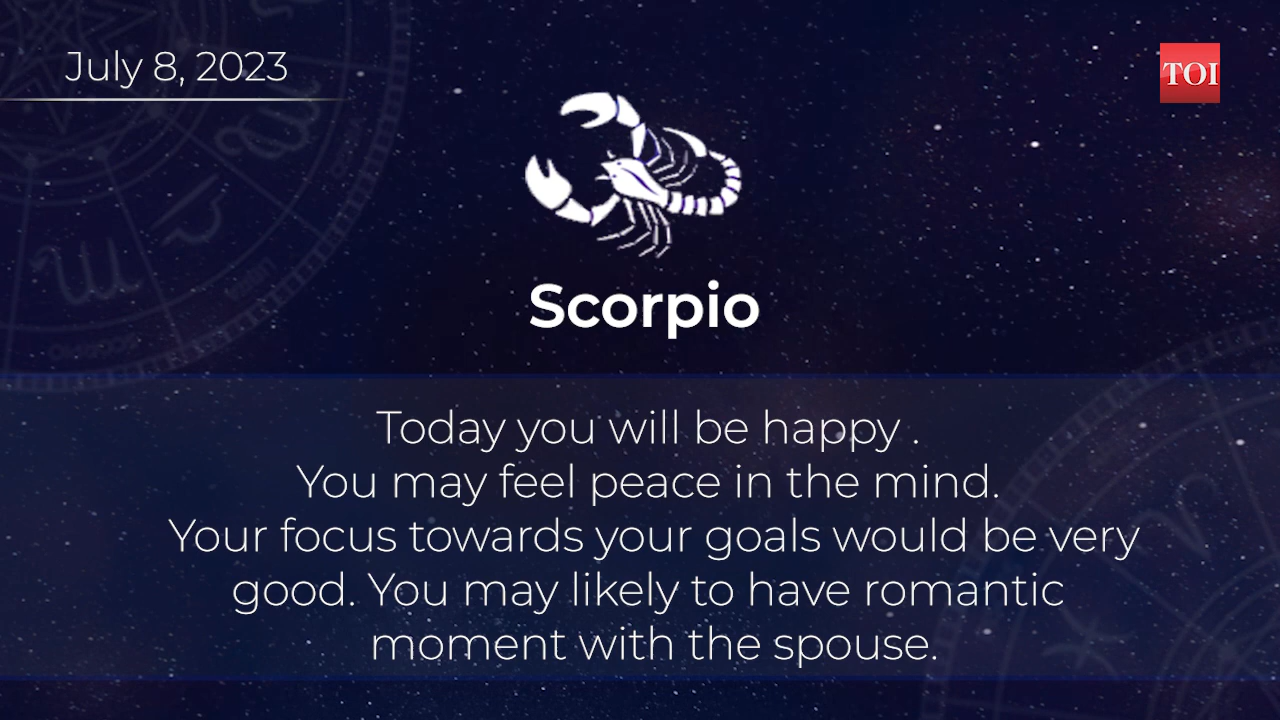 July 8, 2023
TOI
Scorpio
Today you will be happy .
You may feel peace in the mind.
Your focus towards your goals would be very
good. You may likely to have romantic
moment with the spouse.